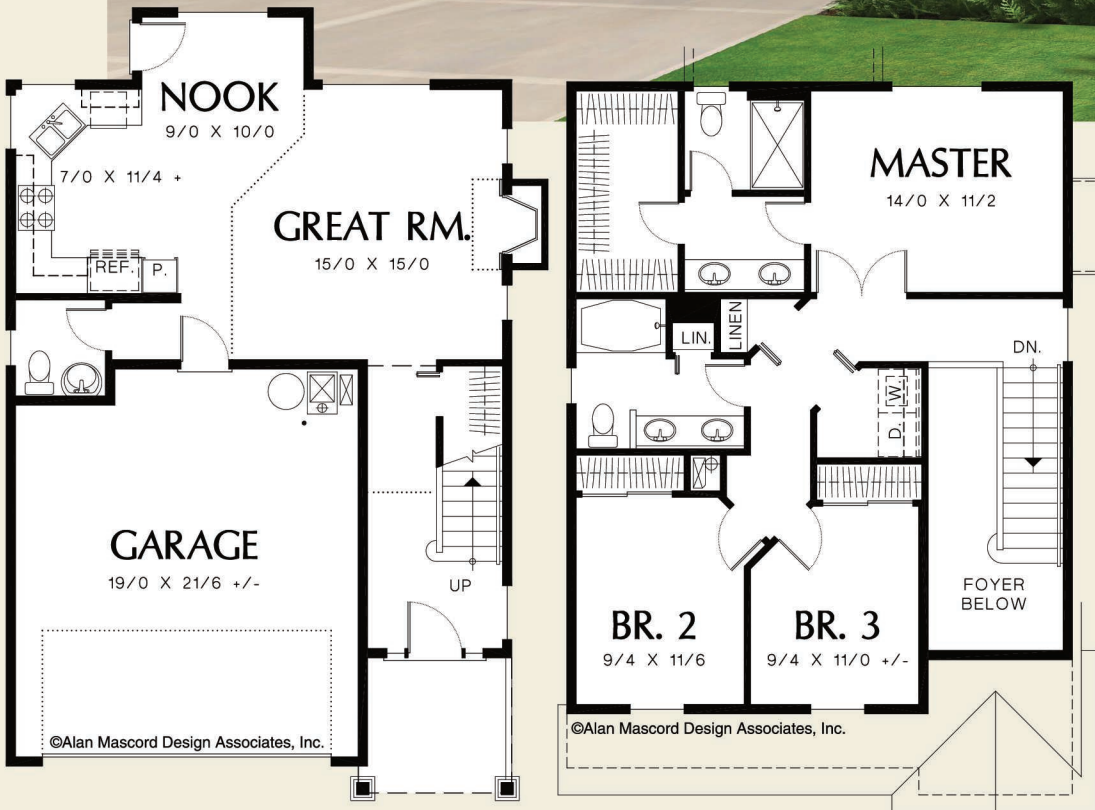 NOOK
9/0 X 10/0
7/0 X 11/4 +
GREAT RM.
15/0 X 15/0
REF.
P.
GARAGE
19/0 X 21/6 +/-
UP
©Alan Mascord Design Associates, Inc.
MASTER
14/0 X 11/2
LIN.
LINEN
DN.
W.
D.
FOYER
BELOW
BR. 2
9/4 X 11/6
BR. 3
9/4 X 11/0 +/-
©Alan Mascord Design Associates, Inc.